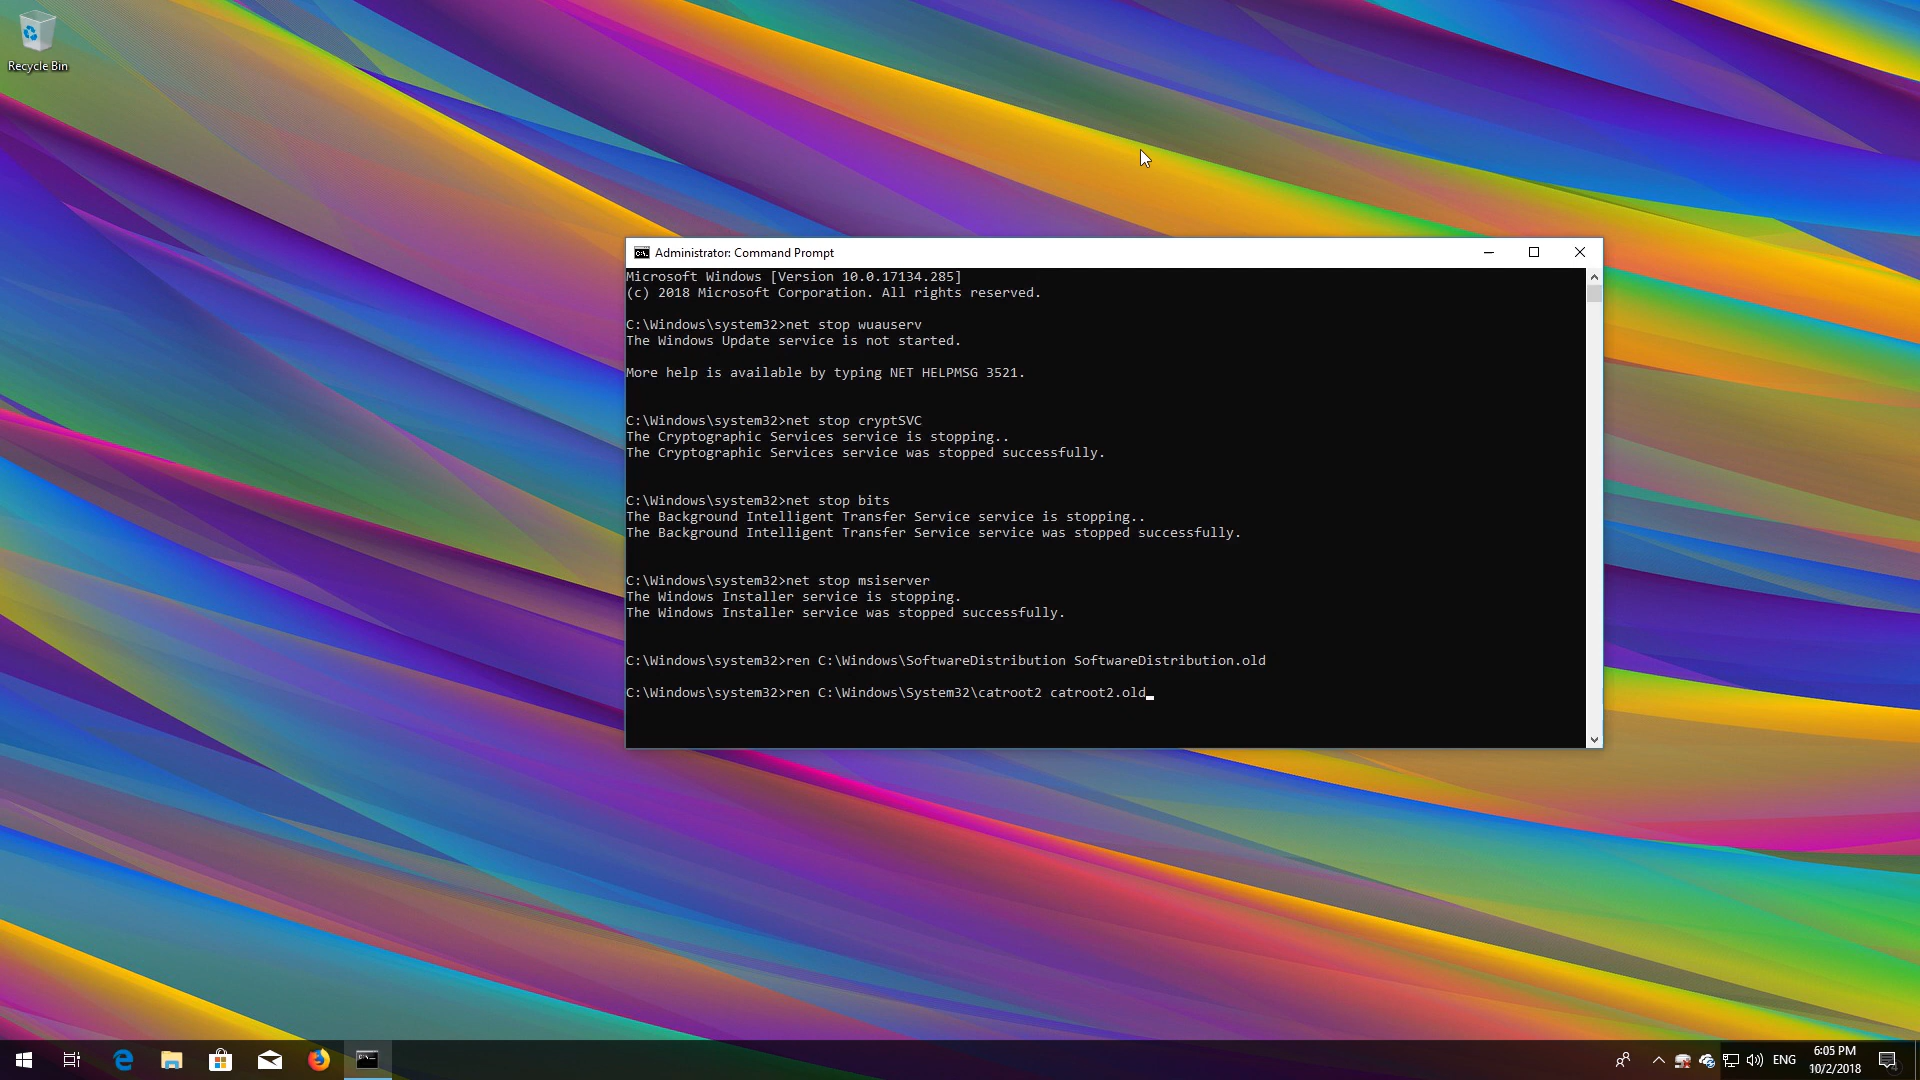 Recycle Bin
Administrator: Command Prompt
Microsoft Windows [Version 10.0.17134.285]
(c) 2018 Microsoft Corporation. All rights reserved.
C:\Windows\system32>net stop wuauserv
The Windows Update service is not started.
More help is available by typing NET HELPMSG 3521.
C:\Windows\system32>net stop cryptSVC
The Cryptographic Services service is stopping..
The Cryptographic Services service was stopped successfully.
C:\Windows\system32>net stop bits
The Background Intelligent Transfer Service service is stopping..
The Background Intelligent Transfer Service service was stopped successfully.
C:\Windows\system32>net stop msiserver
The Windows Installer service is stopping.
The Windows Installer service was stopped successfully.
C:\Windows\system32>ren C:\Windows\SoftwareDistribution SoftwareDistribution.old
C:\Windows\system32>ren C:\Windows\System32\catroot2 catroot2.old
ENG
6:05 PM
10/2/2018